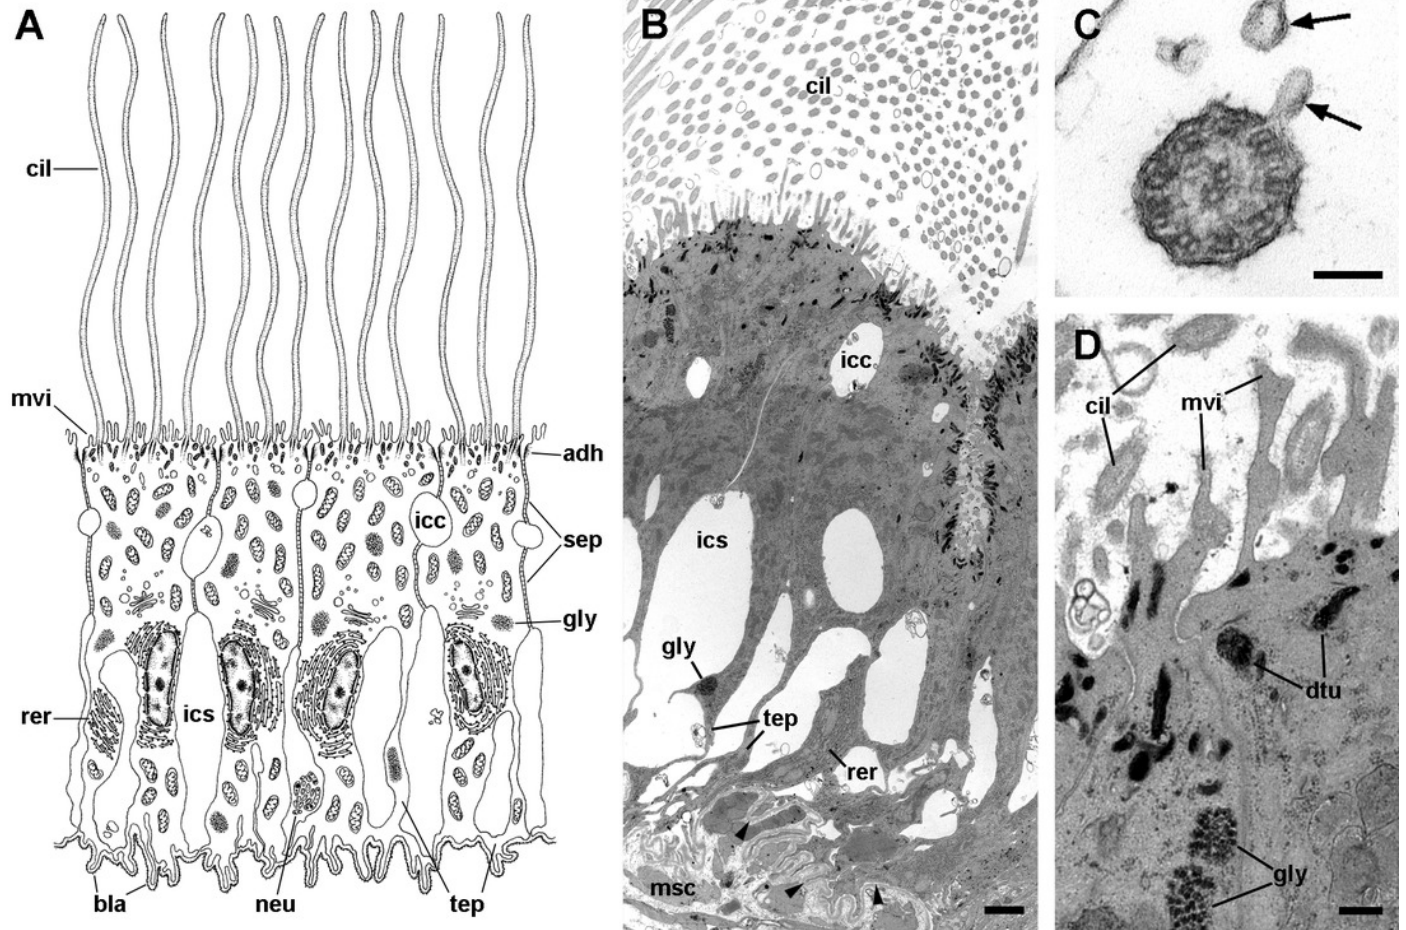 A
cil
mvi
adh
icc
sep
gly
rer
ics
bla
neu
tep
B
cil
icc
ics
gly
tep
rer
msc
C
D
cil
mvi
dtu
gly